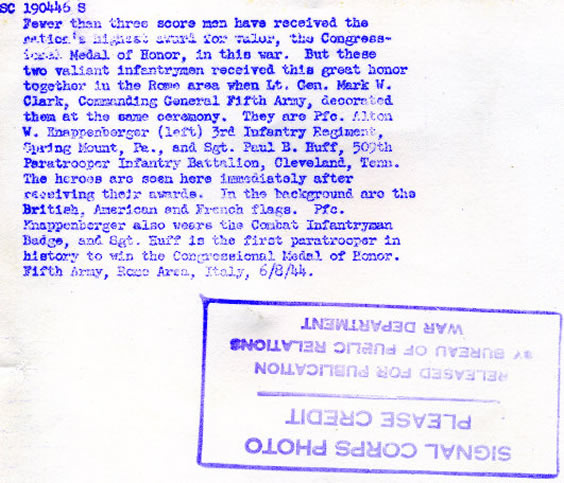 SC 190446 S
Fewer than three score men have received the
nation's highest award for valor, the Congress-
ional Medal of Honor, in this war. But these
two valiant infantrymen received this great honor
together in the Rome area when Lt. Gen. Mark W.
Clark, Commanding General Fifth Army, decorated
them at the same ceremony. They are Pfc. Alton
W. Knappenberger (left) 3rd Infantry Regiment,
Spring Mount, Pa., and Sgt. Paul B. Huff, 509th
Paratrooper Infantry Battalion, Cleveland, Tenn.
The heroes are seen here immediately after
receiving their awards. In the background are the
British, American and French flags. Pfc.
Knappenberger also wears the Combat Infantryman
Badge, and Sgt. Huff is the first paratrooper in
history to win the Congressional Medal of Honor.
Fifth Army, Rome Area, Italy, 6/8/44.
SIGNAL CORPS PHOTO
PLEASE CREDIT
RELEASED FOR PUBLICATION
BY BUREAU OF PUBLIC RELATIONS
WAR DEPARTMENT